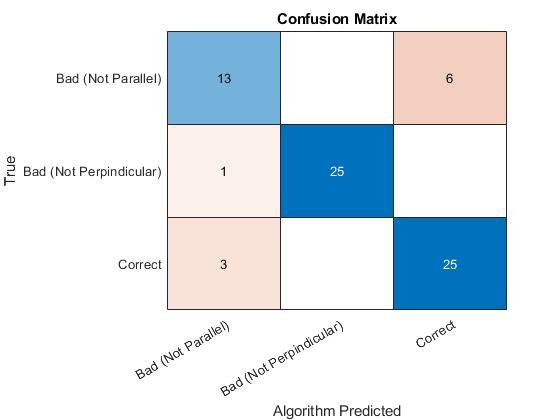 Confusion Matrix
True
Bad (Not Parallel)
13
6
Bad (Not Perpindicular)
1
25
Correct
3
25
Bad (Not Parallel)
Bad (Not Perpindicular)
Correct
Algorithm Predicted